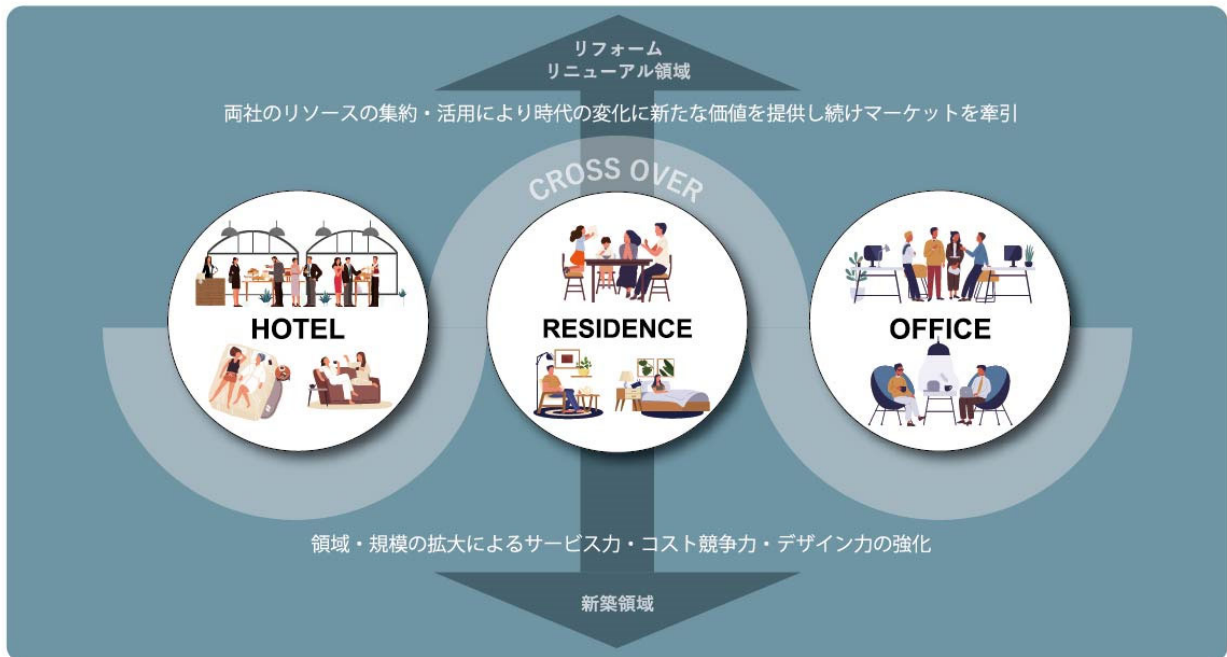 リフォーム
リニューアル領域
両社のリソースの集約・活用により時代の変化に新たな価値を提供し続けマーケットを牽引
CROSS OVER
HOTEL
RESIDENCE
OFFICE
領域・規模の拡大によるサービス力・コスト競争力・デザイン力の強化
新築領域